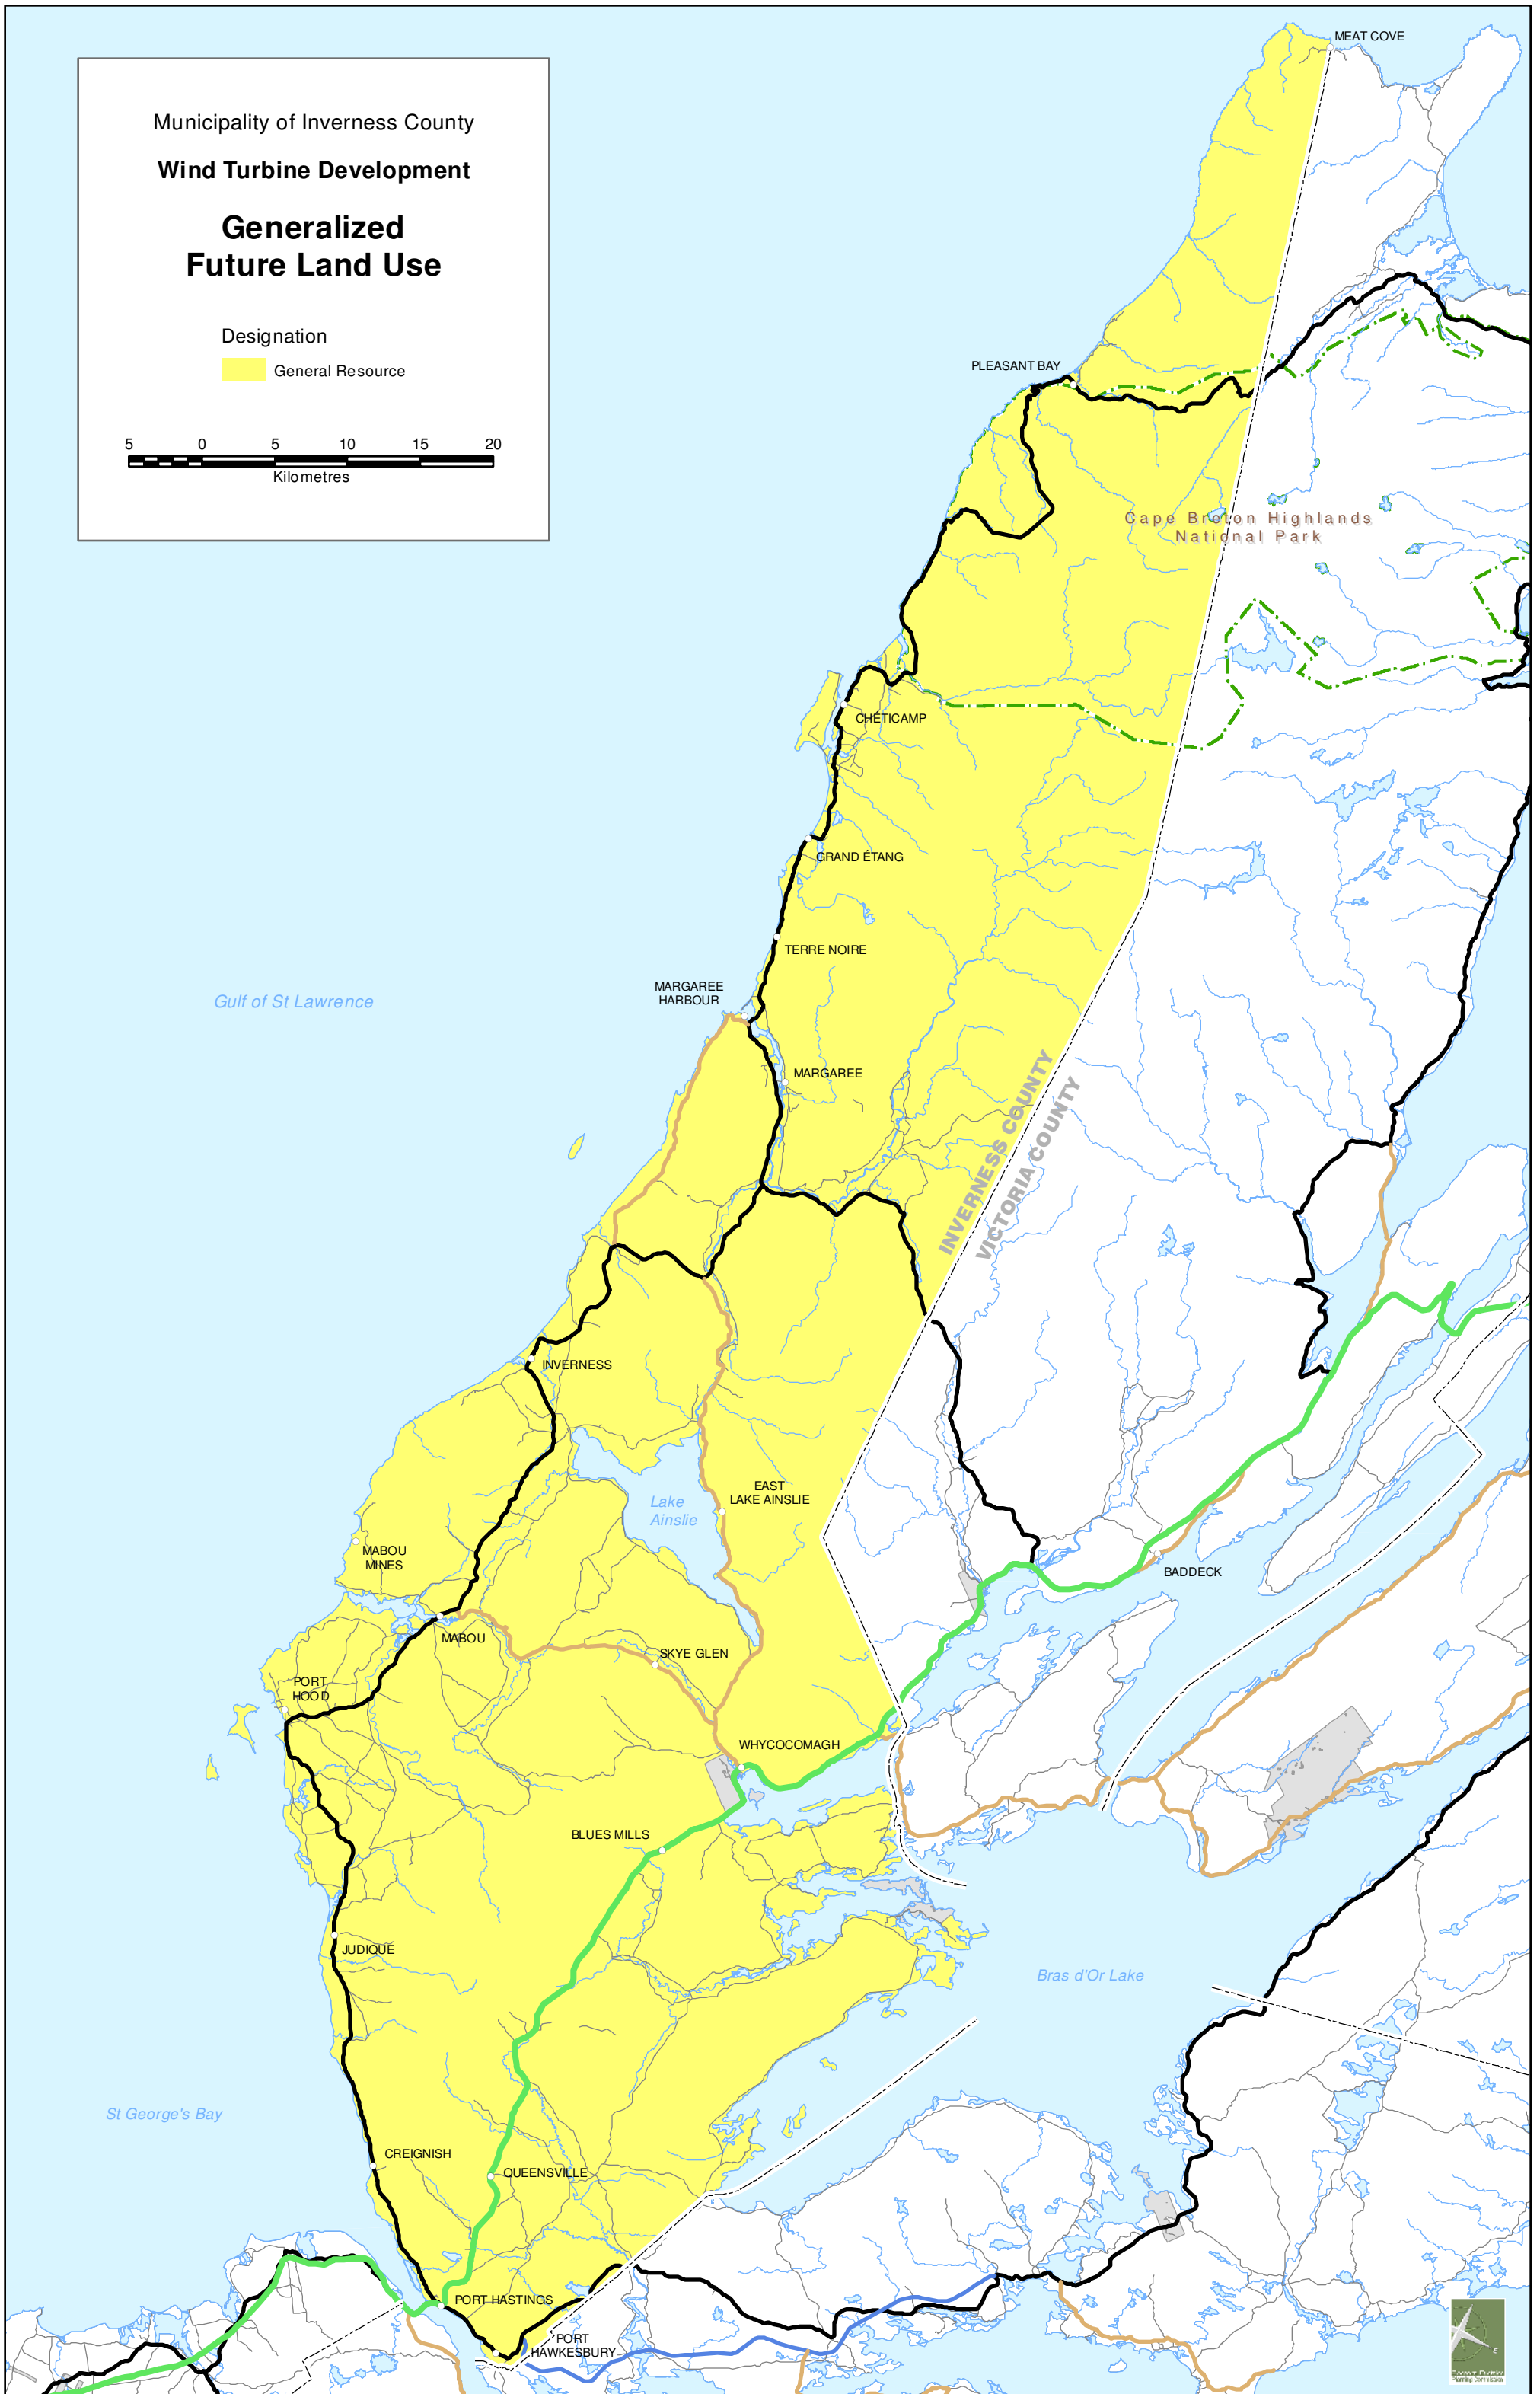 Municipality of Inverness County
Wind Turbine Development
Generalized
Future Land Use
Designation
General Resource
5 0 5 10 15 20
Kilometres
MEAT COVE
PLEASANT BAY
Cape Breton Highlands
National Park
CHÉTICAMP
GRAND ÉTANG
TERRE NOIRE
MARGAREE
HARBOUR
Gulf of St Lawrence
MARGAREE
INVERNESS COUNTY
VICTORIA COUNTY
INVERNESS
EAST
LAKE AINSLIE
Lake
Ainslie
MABOU
MINES
BADDECK
MABOU
SKYE GLEN
PORT
HOOD
WHYCOCOMAGH
BLUES MILLS
JUDIQUE
Bras d'Or Lake
St George's Bay
CREIGNISH
QUEENSVILLE
PORT HASTINGS
PORT
HAWKESBURY